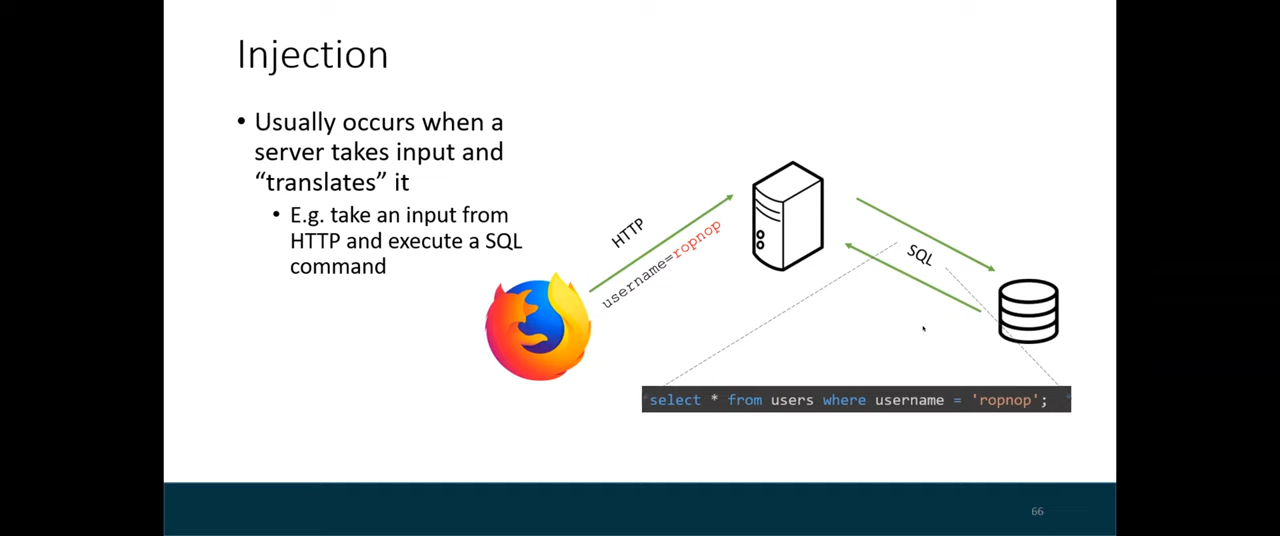 Injection
• Usually occurs when a
server takes input and
“translates” it
• E.g. take an input from
HTTP and execute a SQL
command
HTTP
username=ropnop
SQL
"select * from users where username = 'ropnop'; "
66